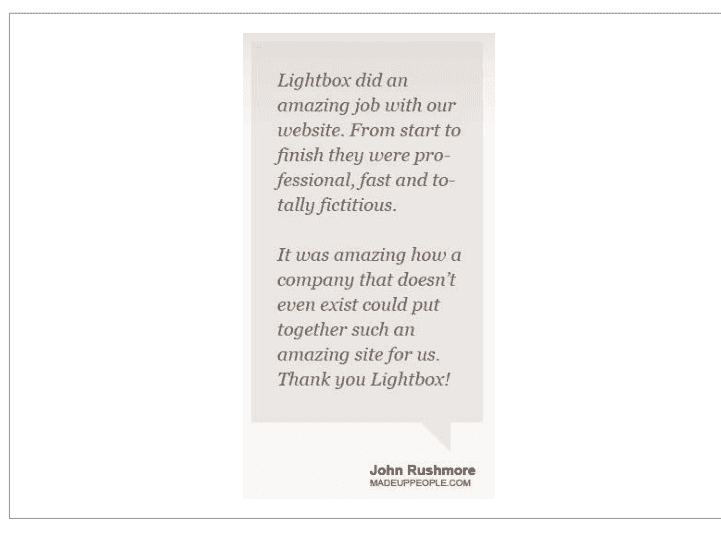 Lightbox did an
amazing job with our
website. From start to
finish they were pro-
fessional, fast and to-
tally fictitious.
It was amazing how a
company that doesn't
even exist could put
together such an
amazing site for us.
Thank you Lightbox!
John Rushmore
MADEUPPEOPLE.COM